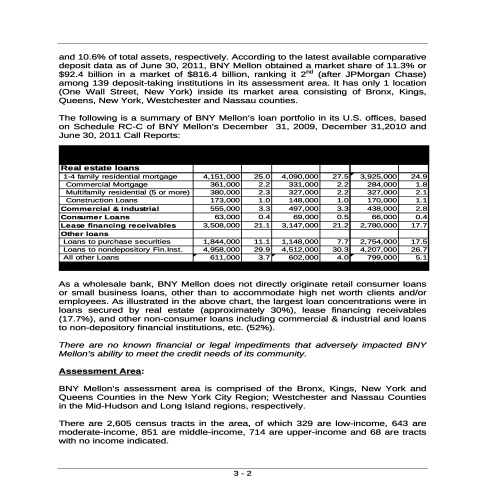 and 10.6% of total assets, respectively. According to the latest available comparative
deposit data as of June 30, 2011, BNY Mellon obtained a market share of 11.3% or
$92.4 billion in a market of $816.4 billion, ranking it 2nd (after JPMorgan Chase)
among 139 deposit-taking institutions in its assessment area. It has only 1 location
(One Wall Street, New York) inside its market area consisting of Bronx, Kings,
Queens, New York, Westchester and Nassau counties.
The following is a summary of BNY Mellon's loan portfolio in its U.S. offices, based
on Schedule RC-C of BNY Mellon's December 31, 2009, December 31,2010 and
June 30, 2011 Call Reports:
Real estate loans
1-4 family residential mortgage 4,151,000 25.0 4,090,000 27.5 3,925,000 24.9
Commercial Mortgage 361,000 2.2 331,000 2.2 284,000 1.8
Multifamily residential (5 or more) 380,000 2.3 327,000 2.2 327,000 2.1
Construction Loans 173,000 1.0 148,000 1.0 170,000 1.1
Commercial & Industrial 555,000 3.3 497,000 3.3 438,000 2.8
Consumer Loans 63,000 0.4 69,000 0.5 66,000 0.4
Lease financing receivables 3,508,000 21.1 3,147,000 21.2 2,780,000 17.7
Other loans
Loans to purchase securities 1,844,000 11.1 1,148,000 7.7 2,754,000 17.5
Loans to nondepository Fin.Inst. 4,958,000 29.9 4,512,000 30.3 4,207,000 26.7
All other Loans 611,000 3.7 602,000 4.0 799,000 5.1
As a wholesale bank, BNY Mellon does not directly originate retail consumer loans
or small business loans, other than to accommodate high net worth clients and/or
employees. As illustrated in the above chart, the largest loan concentrations were in
loans secured by real estate (approximately 30%), lease financing receivables
(17.7%), and other non-consumer loans including commercial & industrial and loans
to non-depository financial institutions, etc. (52%).
There are no known financial or legal impediments that adversely impacted BNY
Mellon's ability to meet the credit needs of its community.
Assessment Area:
BNY Mellon's assessment area is comprised of the Bronx, Kings, New York and
Queens Counties in the New York City Region; Westchester and Nassau Counties
in the Mid-Hudson and Long Island regions, respectively.
There are 2,605 census tracts in the area, of which 329 are low-income, 643 are
moderate-income, 851 are middle-income, 714 are upper-income and 68 are tracts
with no income indicated.
3 - 2